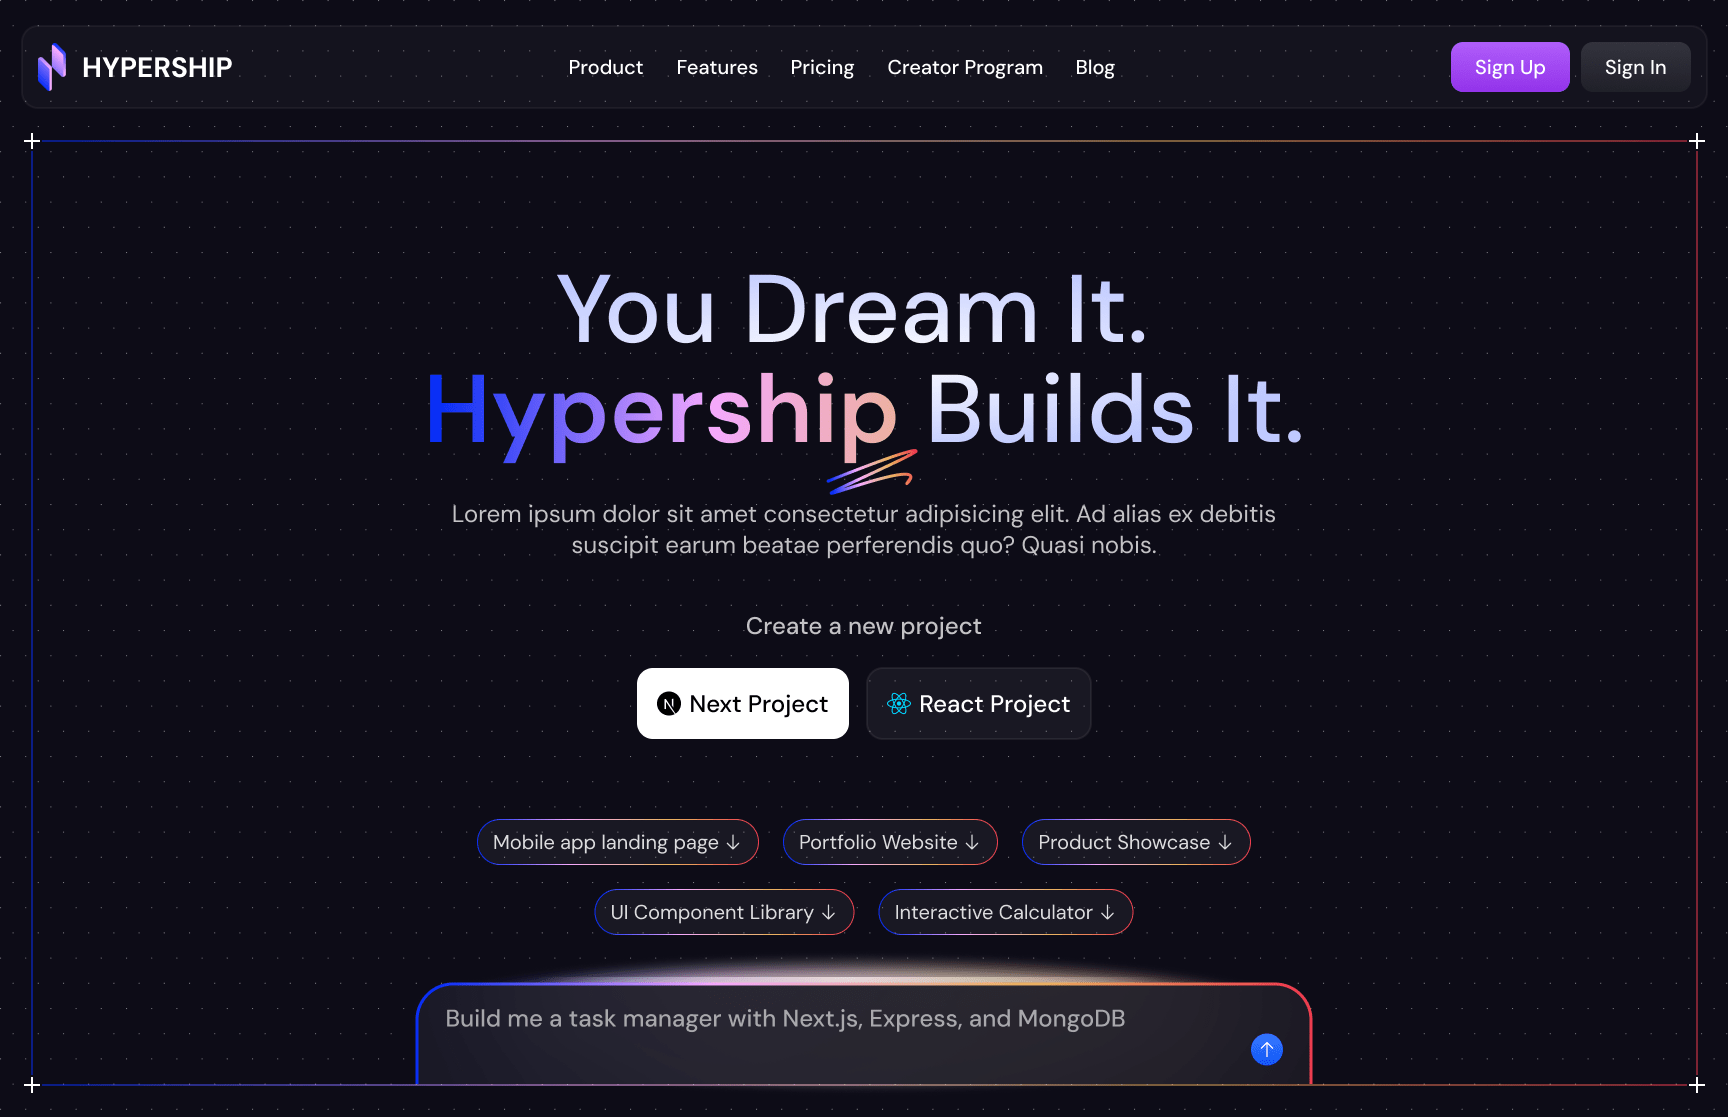 HYPERSHIP
Product Features Pricing Creator Program Blog
Sign Up Sign In
You Dream It.
Hypership Builds It.
Lorem ipsum dolor sit amet consectetur adipisicing elit. Ad alias ex debitis
suscipit earum beatae perferendis quo? Quasi nobis.
Create a new project
N Next Project React Project
Mobile app landing page ↓ Portfolio Website ↓ Product Showcase ↓
UI Component Library ↓ Interactive Calculator ↓
Build me a task manager with Next.js, Express, and MongoDB